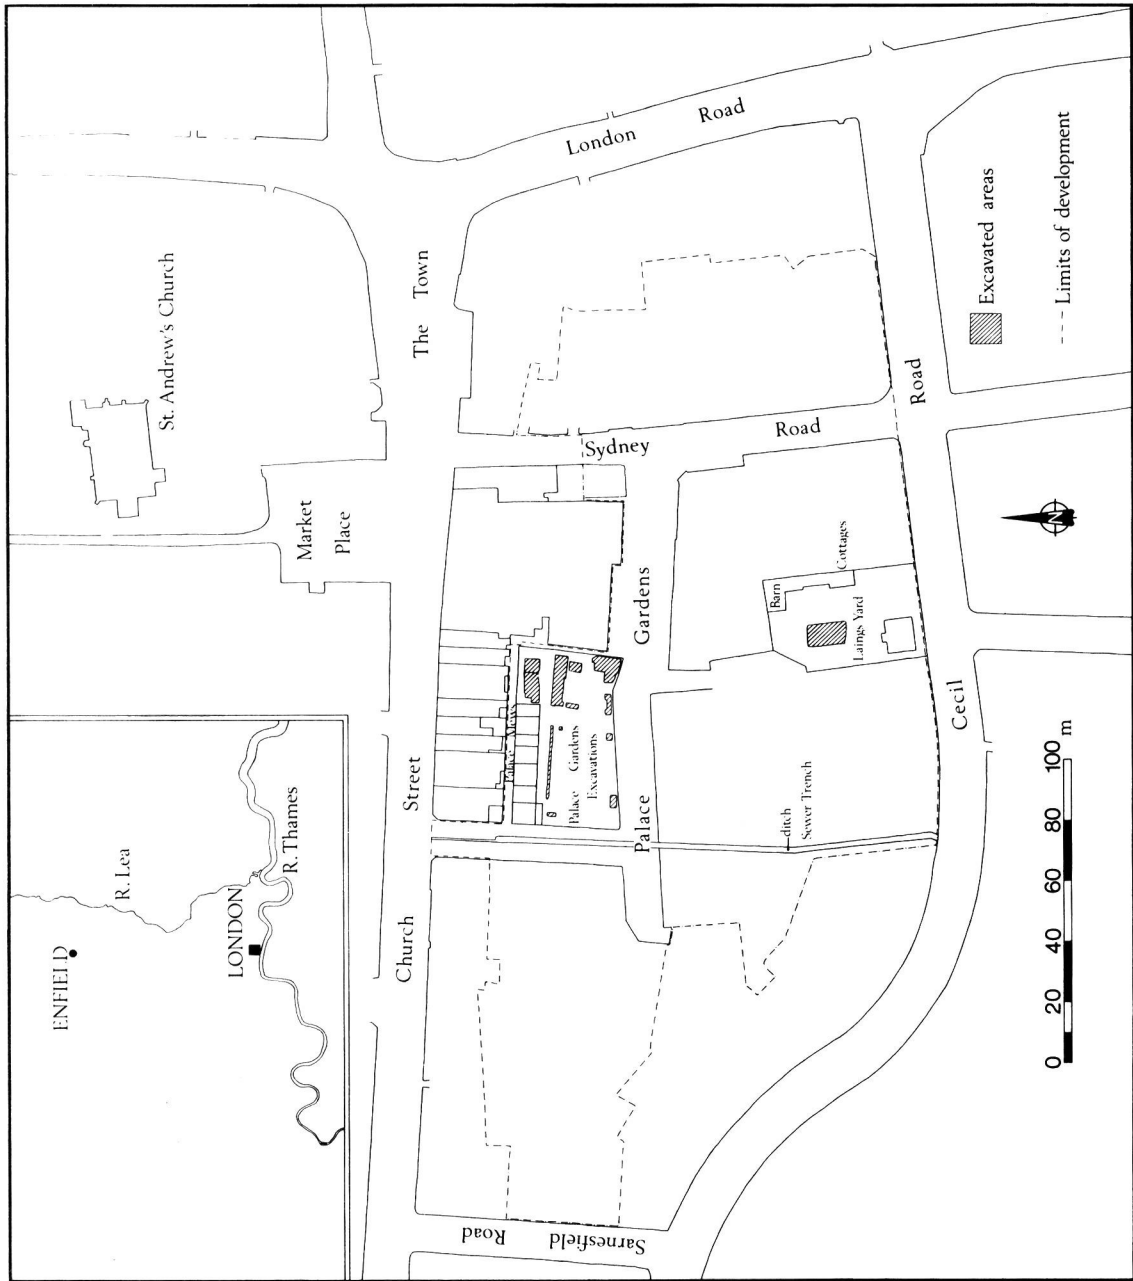 ENFIELD
R. Lea
LONDON
R. Thames
St. Andrew's Church
Market
Place
The Town
London Road
Church Street
Sydney Road
Palace Mews
Palace Gardens
Excavations
Palace Gardens
ditch
Sewer Trench
Barn
Cottages
Laings Yard
Cecil Road
Sarnesfield Road
N
Excavated areas
Limits of development
0 20 40 60 80 100 m